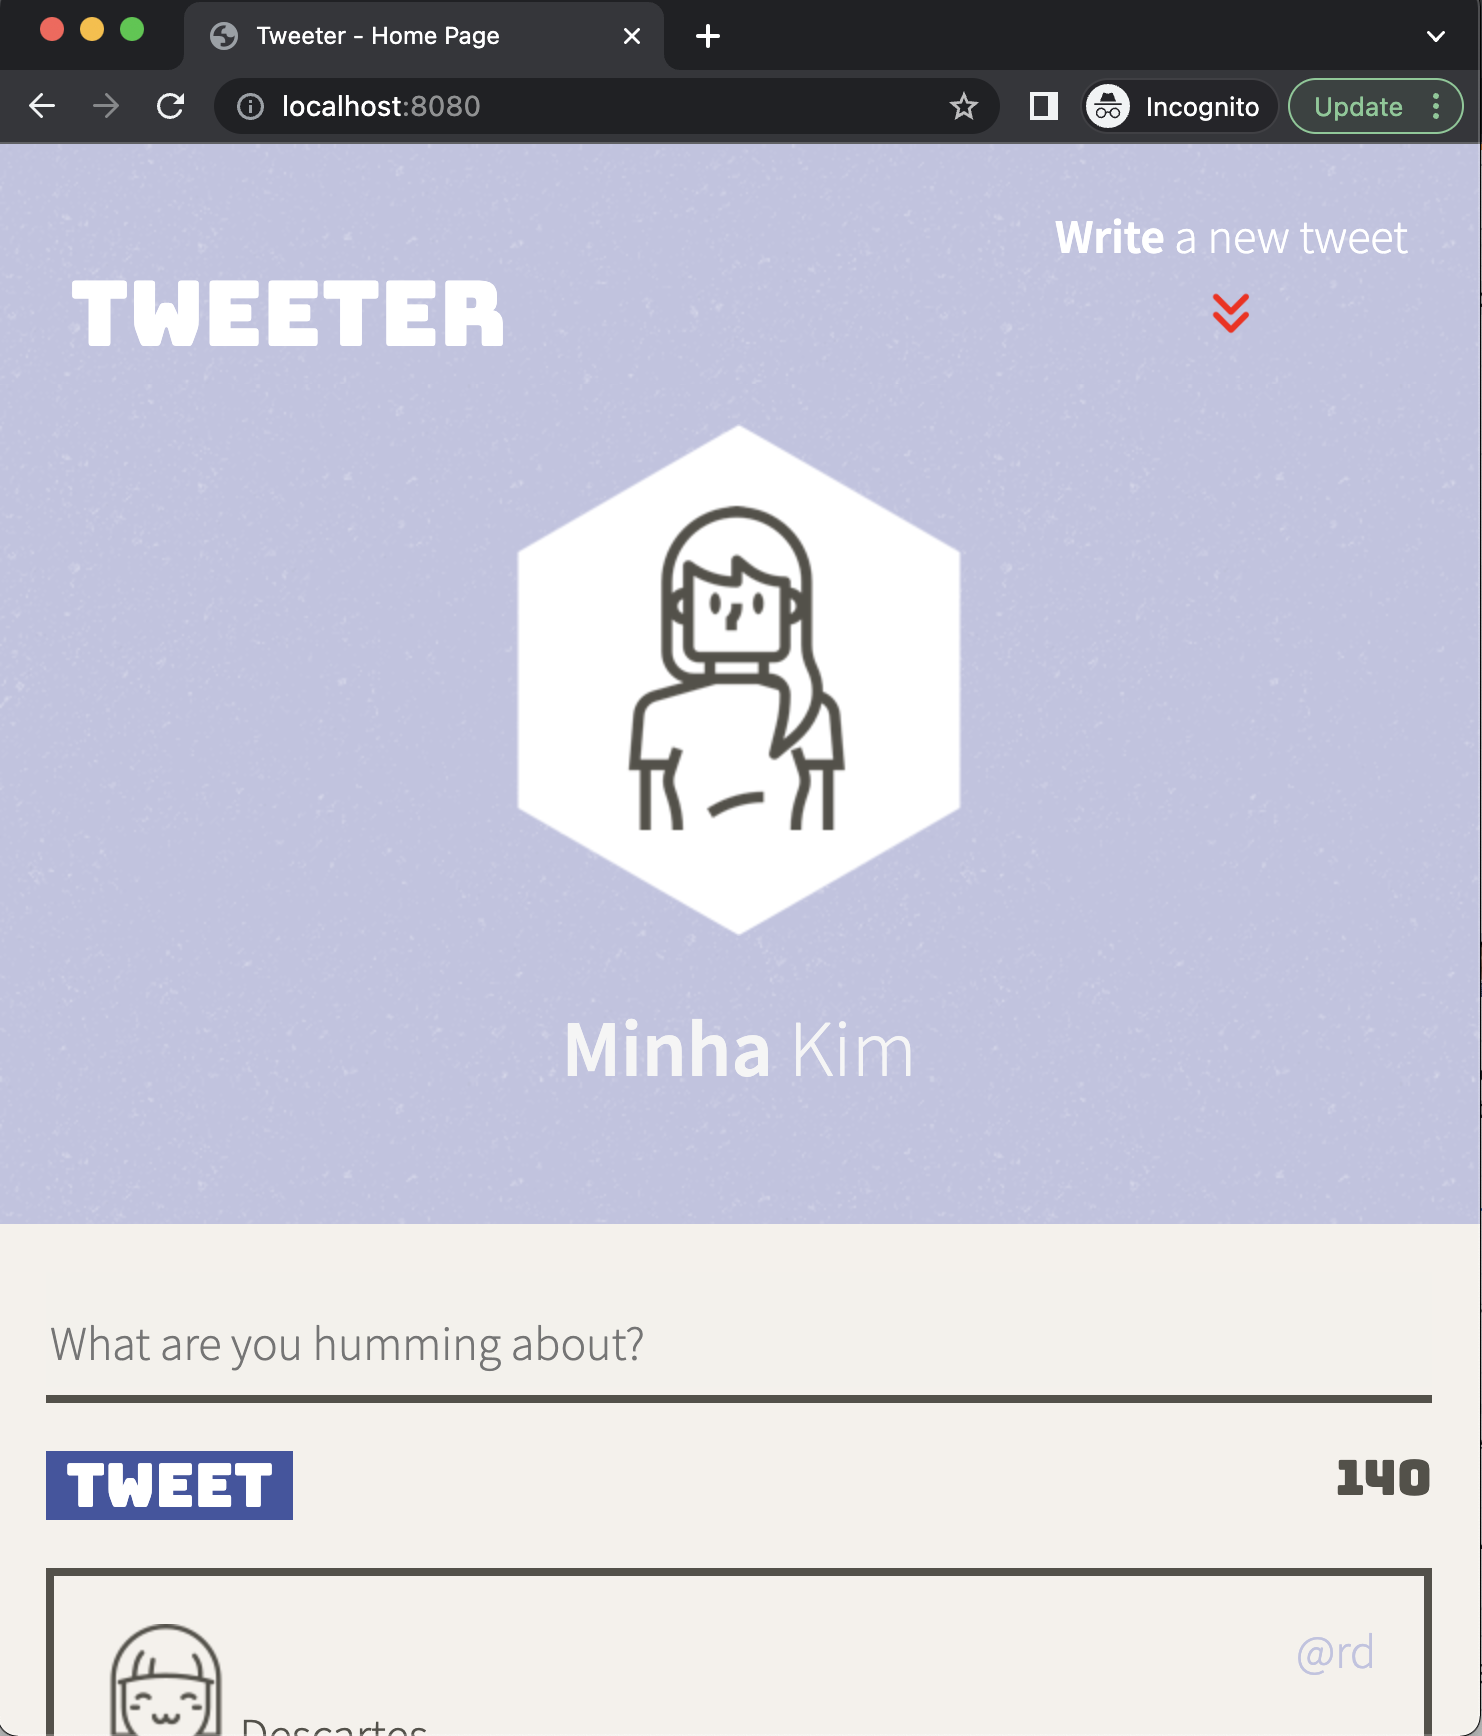 Tweeter - Home Page
localhost:8080
Incognito
Update
Write a new tweet
TWEETER
Minha Kim
What are you humming about?
TWEET
140
@rd
Descartes